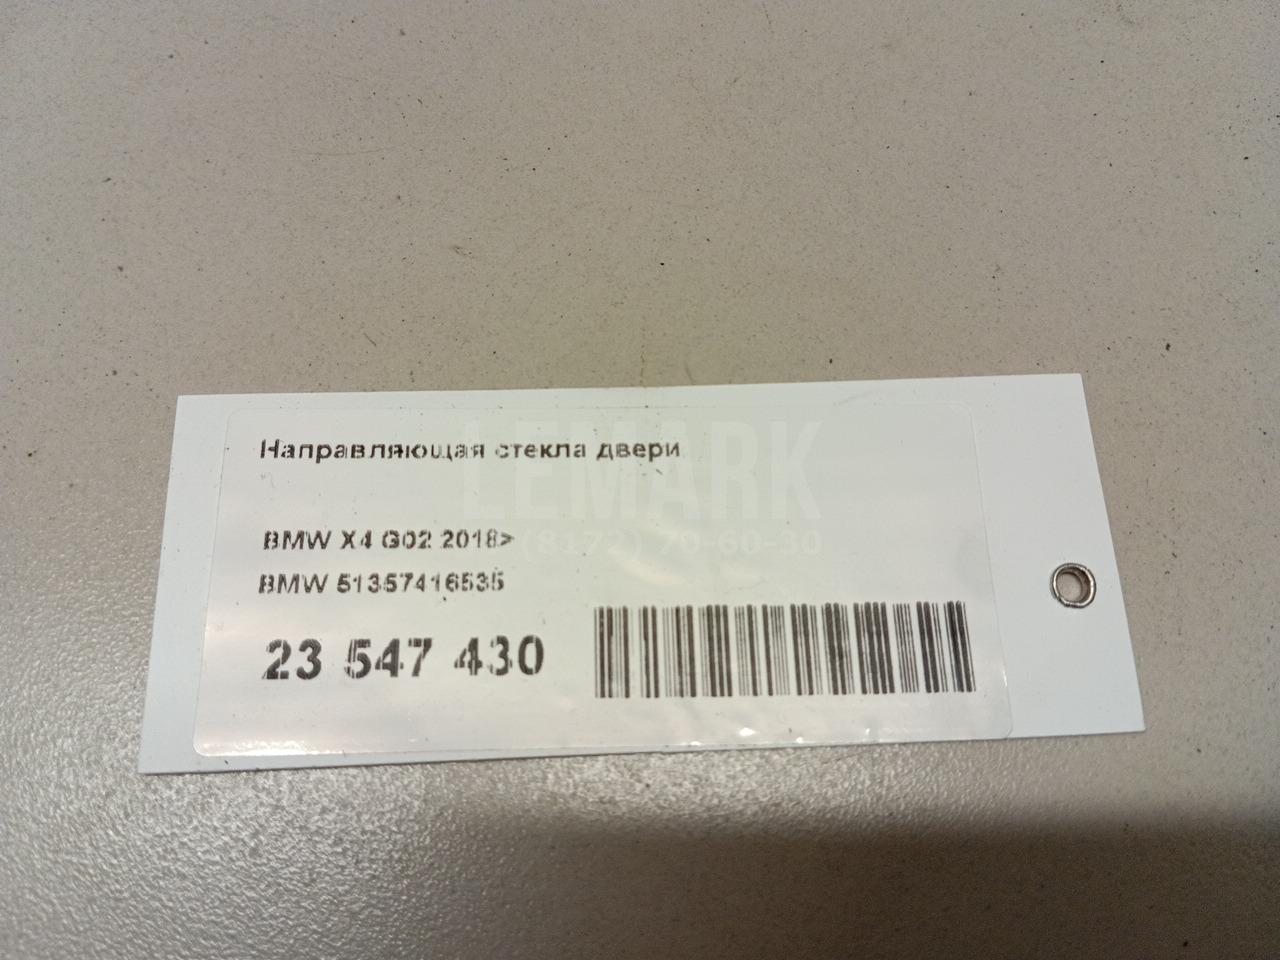 Направляющая стекла двери
LEMARK
BMW X4 G02 2018>
(8172) 70-60-30
BMW 51357416535
23 547 430